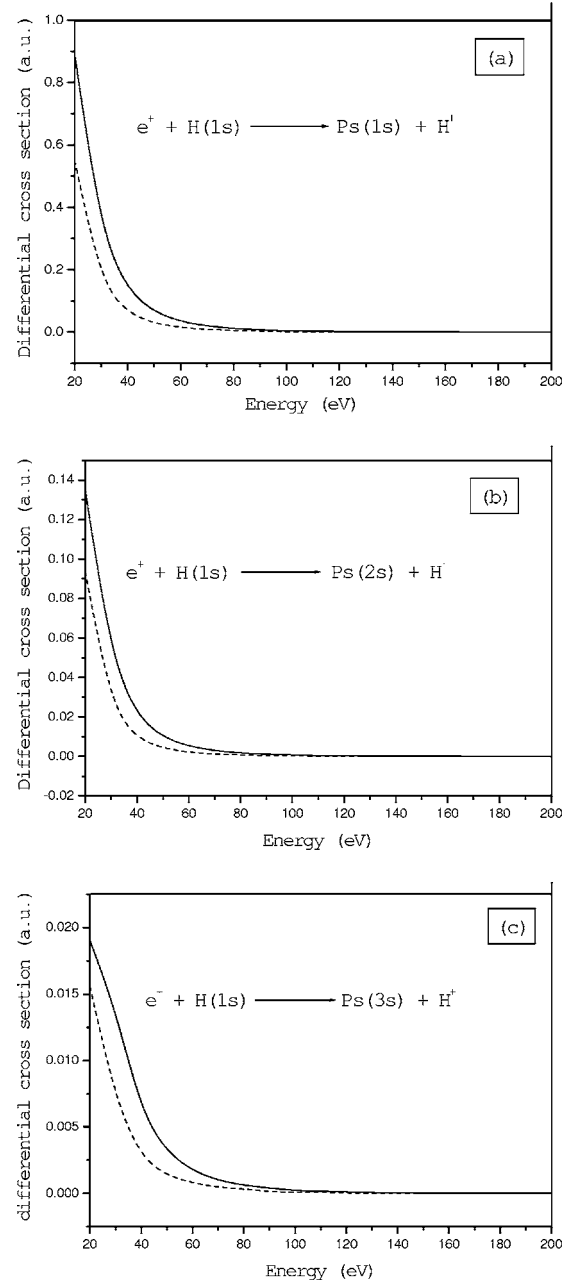 1.0
(a)
0.8
e⁺ + H(1s) ⟶ Ps(1s) + H⁺
0.6
0.4
0.2
0.0
Differential cross section (a.u.)
20 40 60 80 100 120 140 160 180 200
Energy (eV)
0.14
(b)
0.12
0.10
e⁺ + H(1s) ⟶ Ps(2s) + H
0.08
0.06
0.04
0.02
0.00
-0.02
Differential cross section (a.u.)
20 40 60 80 100 120 140 160 180 200
Energy (eV)
0.020
(c)
0.015
e⁻ + H(1s) ⟶ Ps(3s) + H⁺
0.010
0.005
0.000
differential cross section (a.u.)
20 40 60 80 100 120 140 160 180 200
Energy (eV)